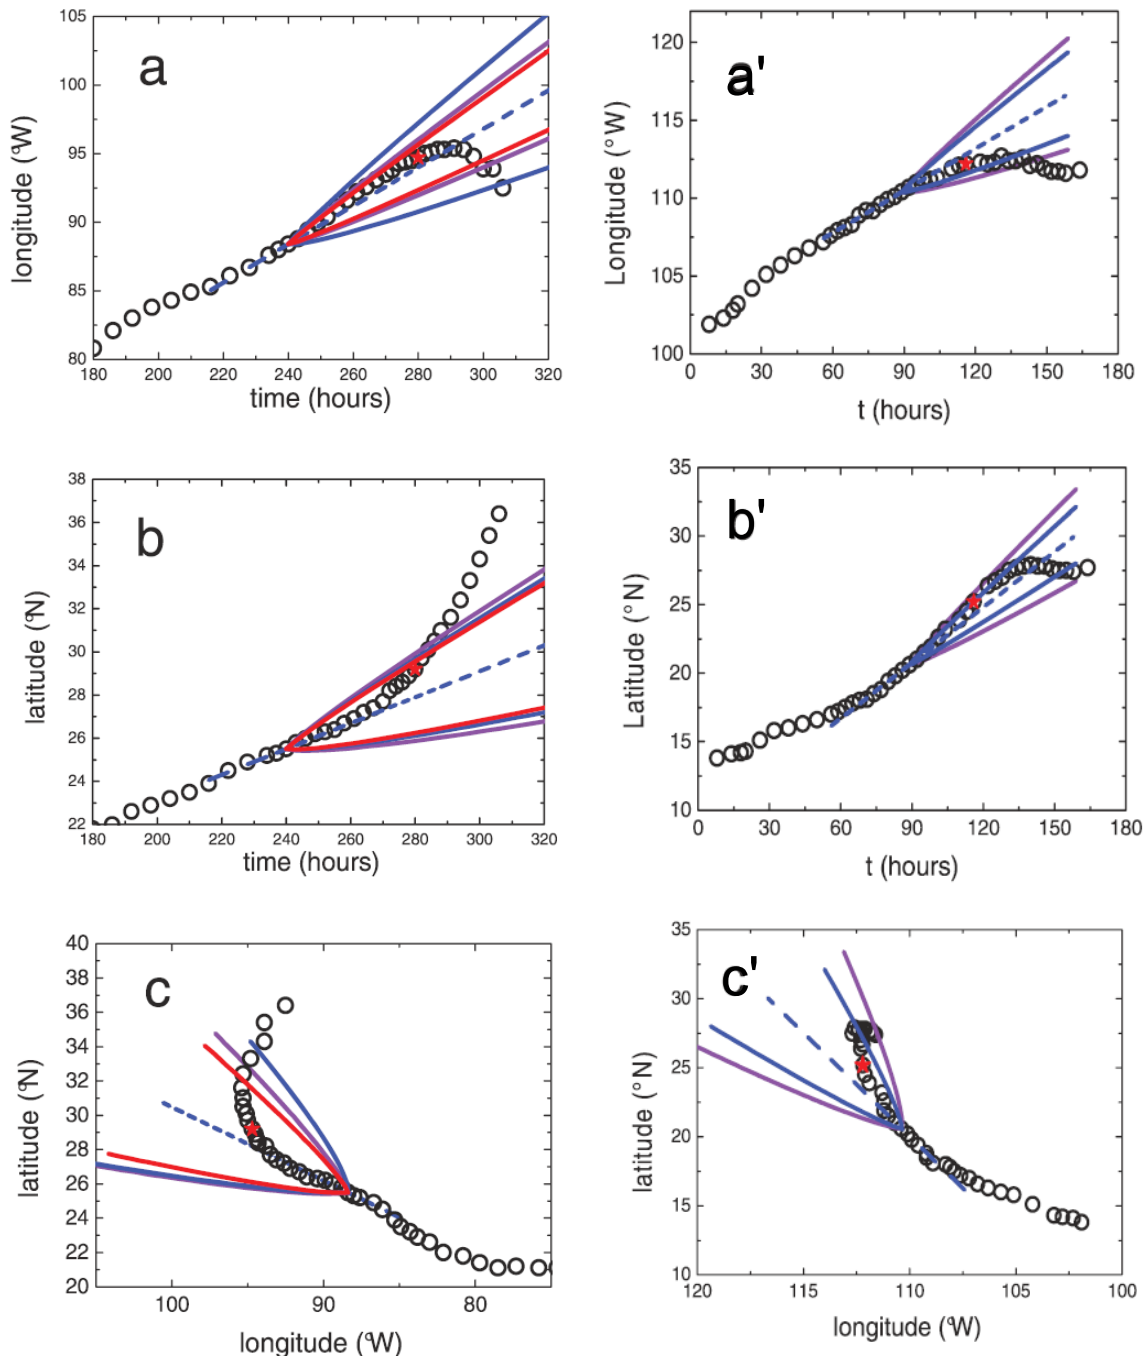 105
100
95
90
85
80
longitude (°W)
a
180 200 220 240 260 280 300 320
time (hours)
120
115
110
105
100
Longitude (°W)
a'
0 30 60 90 120 150 180
t (hours)
38
36
34
32
30
28
26
24
22
latitude (°N)
b
180 200 220 240 260 280 300 320
time (hours)
35
30
25
20
15
10
Latitude (°N)
b'
0 30 60 90 120 150 180
t (hours)
40
38
36
34
32
30
28
26
24
22
20
latitude (°N)
c
100 90 80
longitude (°W)
35
30
25
20
15
10
latitude (°N)
c'
120 115 110 105 100
longitude (°W)